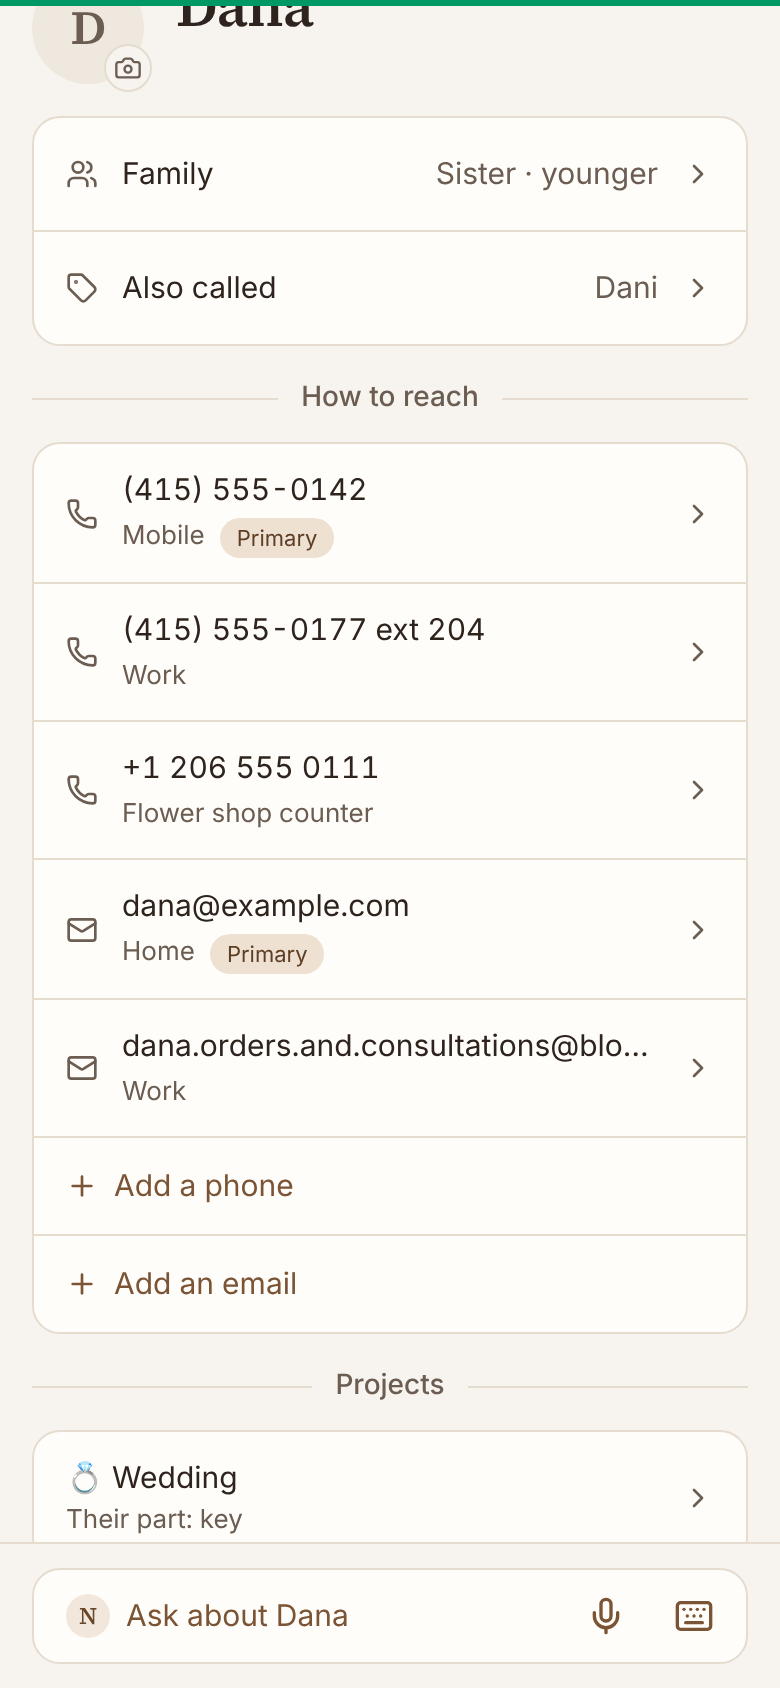 D
Dana
Family
Sister · younger
Also called
Dani
How to reach
(415) 555-0142
Mobile
Primary
(415) 555-0177 ext 204
Work
+1 206 555 0111
Flower shop counter
dana@example.com
Home
Primary
dana.orders.and.consultations@blo...
Work
Add a phone
Add an email
Projects
Wedding
Their part: key
N
Ask about Dana